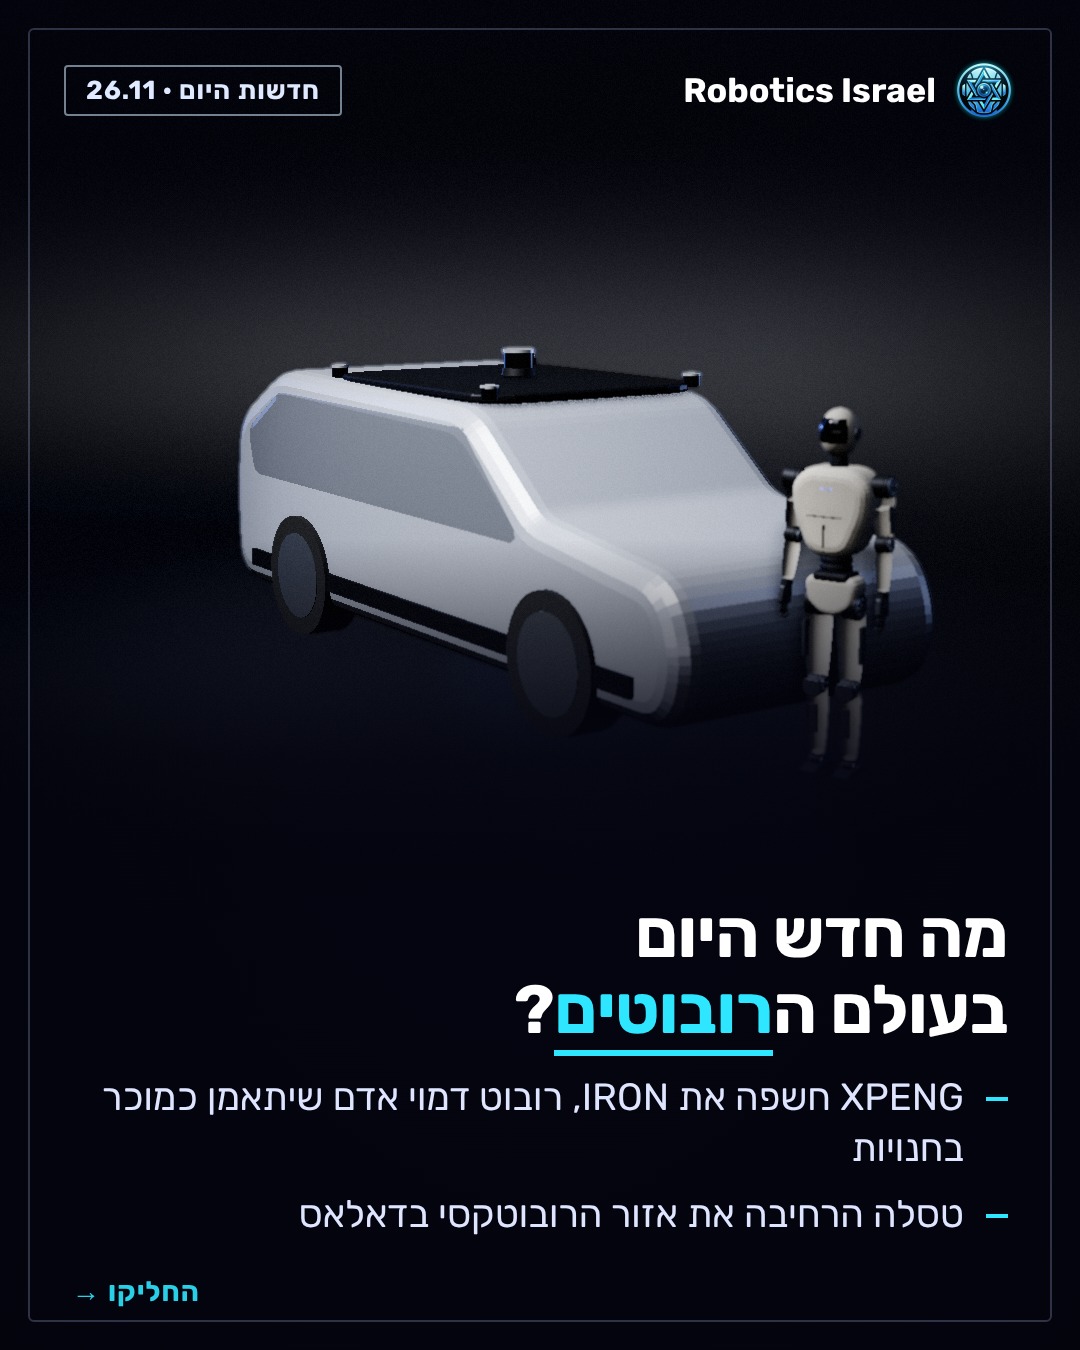 Robotics Israel
חדשות היום • 26.11
מה חדש היום
בעולם הרובוטים?
– XPENG חשפה את IRON, רובוט דמוי אדם שיתאמן כמוכר
בחנויות
– טסלה הרחיבה את אזור הרובוטקסי בדאלאס
החליקו →